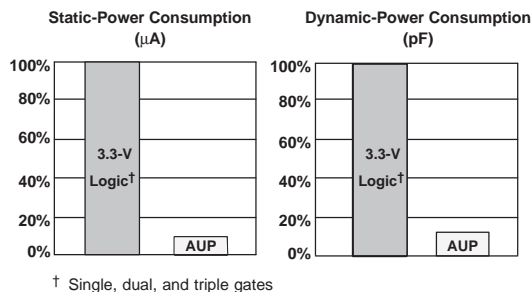 Static-Power Consumption
(μA)
100%
80%
60%
40%
20%
0%
3.3-V
Logic†
AUP
Dynamic-Power Consumption
(pF)
100%
80%
60%
40%
20%
0%
3.3-V
Logic†
AUP
† Single, dual, and triple gates